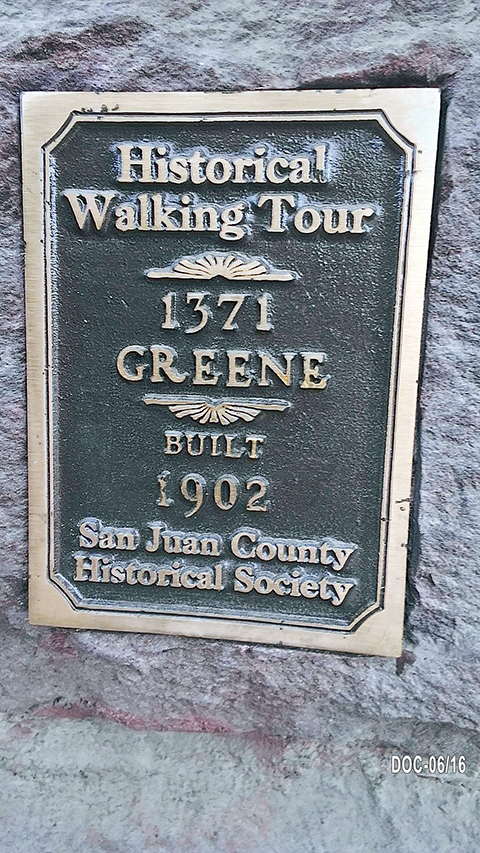 Historical
Walking Tour
1371
GREENE
BUILT
1902
San Juan County
Historical Society
DOC-06/16